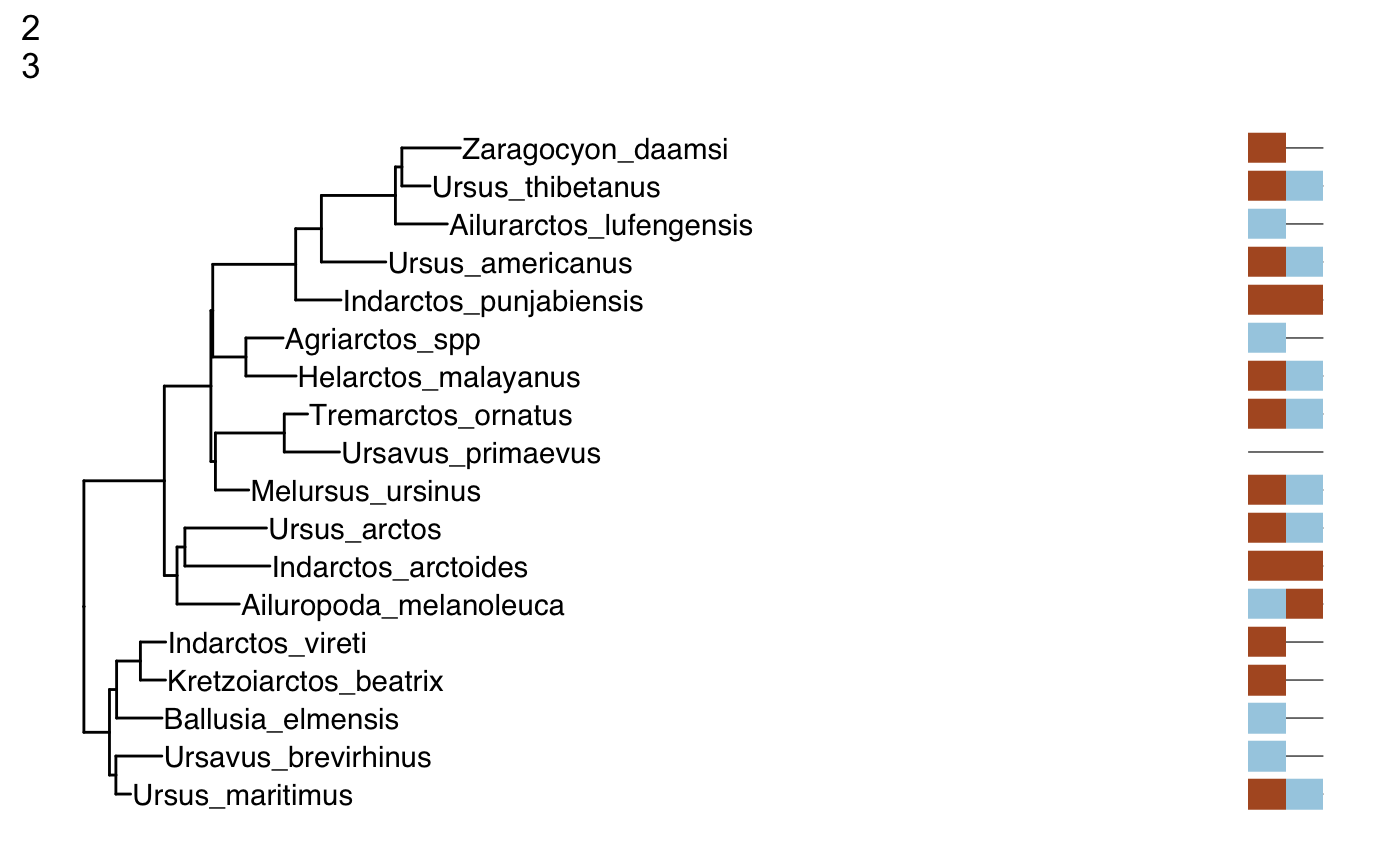 2
3
Zaragocyon_daamsi
Ursus_thibetanus
Ailurarctos_lufengensis
Ursus_americanus
Indarctos_punjabiensis
Agriarctos_spp
Helarctos_malayanus
Tremarctos_ornatus
Ursavus_primaevus
Melursus_ursinus
Ursus_arctos
Indarctos_arctoides
Ailuropoda_melanoleuca
Indarctos_vireti
Kretzoiarctos_beatrix
Ballusia_elmensis
Ursavus_brevirhinus
Ursus_maritimus